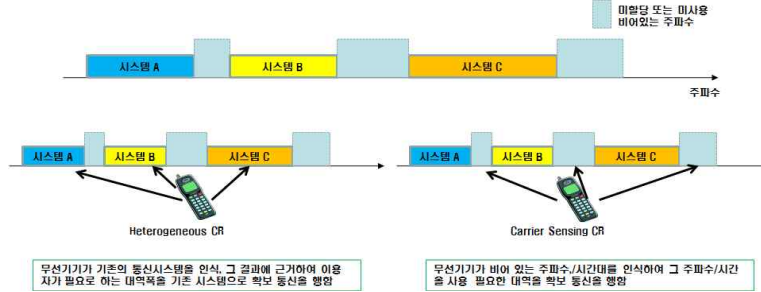 미할당 또는 미사용
비어있는 주파수
시스템 A
시스템 B
시스템 C
주파수
시스템 A
시스템 B
시스템 C
시스템 A
시스템 B
시스템 C
Heterogeneous CR
Carrier Sensing CR
무선기기가 기존의 통신시스템을 인식, 그 결과에 근거하여 이용
자가 필요로 하는 대역폭을 기존 시스템으로 확보 통신을 행함
무선기기가 비어 있는 주파수,/시간대를 인식하여 그 주파수/시간
을 사용 필요한 대역을 확보 통신을 행함